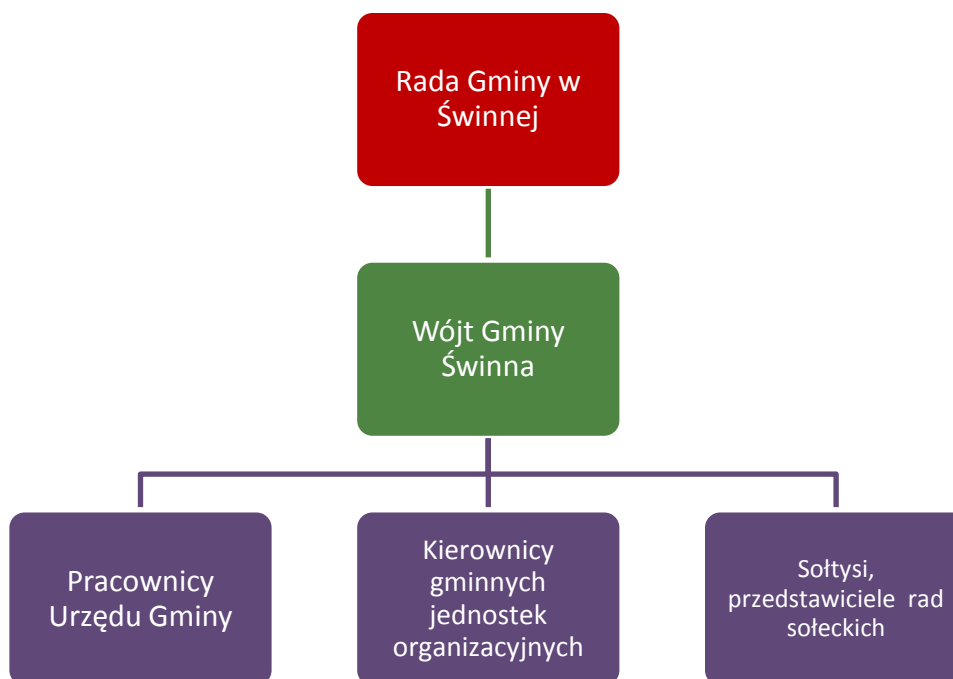 Rada Gminy w
Świnnej
Wójt Gminy
Świnna
Pracownicy
Urzędu Gminy
Kierownicy
gminnych
jednostek
organizacyjnych
Sołtysi,
przedstawiciele rad
sołeckich